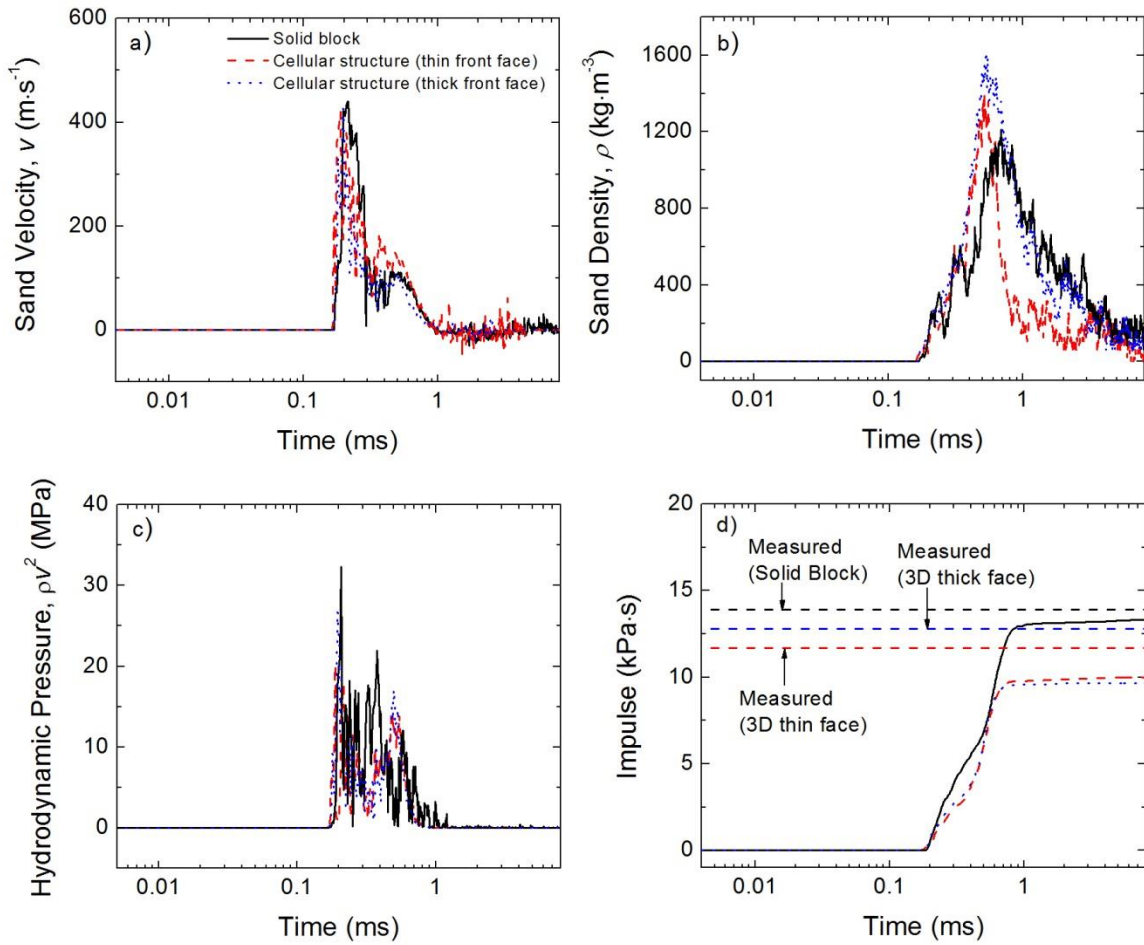 a)
Solid block
Cellular structure (thin front face)
Cellular structure (thick front face)
600
400
200
0
Sand Velocity, v (m·s⁻¹)
0.01 0.1 1
Time (ms)
b)
1600
1200
800
400
0
Sand Density, ρ (kg·m⁻³)
0.01 0.1 1
Time (ms)
c)
40
30
20
10
0
Hydrodynamic Pressure, ρv² (MPa)
0.01 0.1 1
Time (ms)
d)
20
15
10
5
0
Impulse (kPa·s)
Measured
(Solid Block)
Measured
(3D thick face)
Measured
(3D thin face)
0.01 0.1 1
Time (ms)